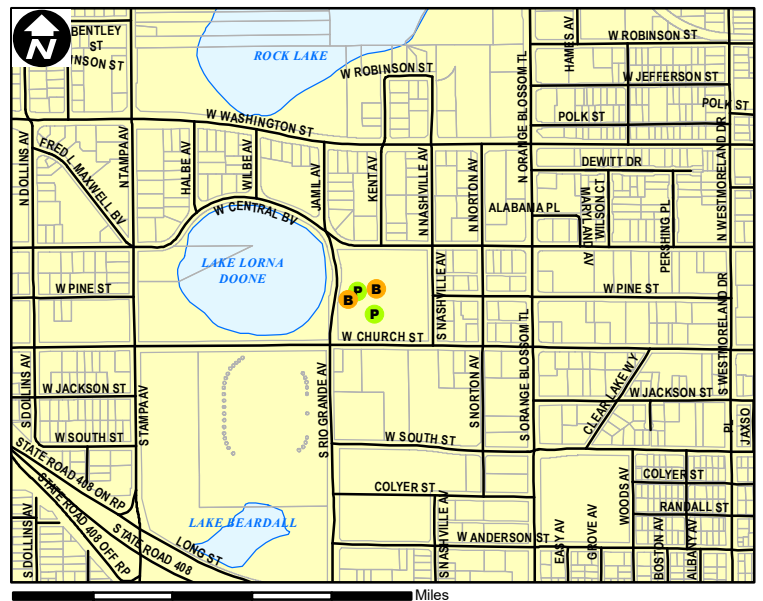 N
BENTLEY
ST
INSON ST
ROCK LAKE
W ROBINSON ST
HAMES AV
W ROBINSON ST
W JEFFERSON ST
POLK ST
POLK ST
W WASHINGTON ST
N DOLLINS AV
FRED L MAXWELL BV
N TAMPA AV
HALBE AV
WILBE AV
JAMIL AV
KENT AV
N NASHVILLE AV
N NORTON AV
N ORANGE BLOSSOM TL
DEWITT DR
N WESTMORELAND DR
W CENTRAL BV
ALABAMA PL
MARYLAND AV
WILSON CT
PERSHING PL
LAKE LORNA
DOONE
W PINE ST
P
B
B
P
S NASHVILLE AV
W PINE ST
W CHURCH ST
S DOLLINS AV
W JACKSON ST
W SOUTH ST
S TAMPA AV
S RIO GRANDE AV
S NORTON AV
S ORANGE BLOSSOM TL
CLEAR LAKE WY
W JACKSON ST
S WESTMORELAND DR
JAXSO
PL
W SOUTH ST
STATE ROAD 408 ON RP
STATE ROAD 408 OFF RP
STATE ROAD 408
LONG ST
S DOLLINS AV
LAKE BEARDALL
COLYER ST
S NASHVILLE AV
W ANDERSON ST
EASY AV
GROVE AV
WOODS AV
COLYER ST
RANDALL ST
BOSTON AV
ALBANY AV
Miles